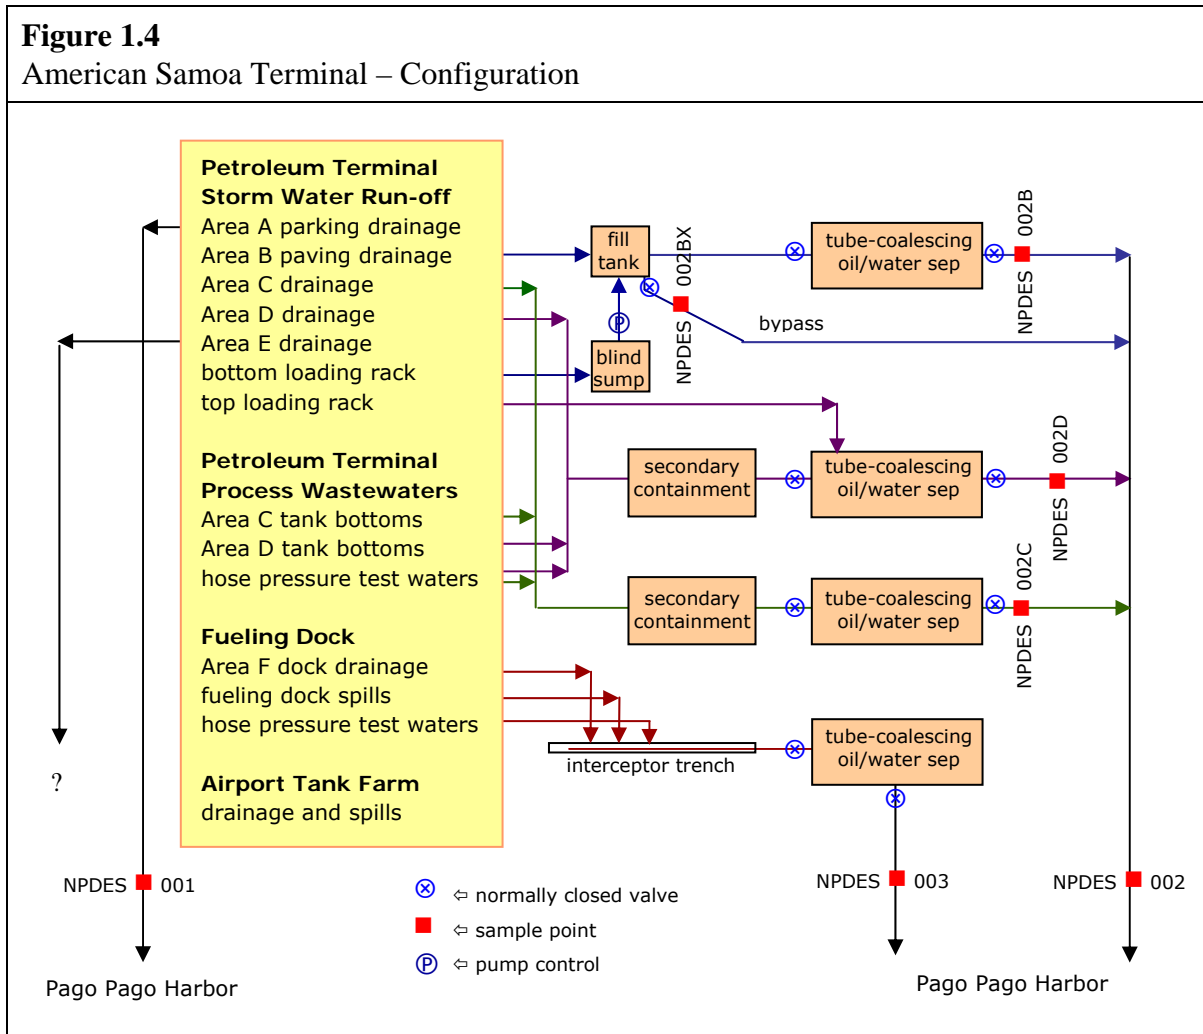 Figure 1.4
American Samoa Terminal – Configuration
Petroleum Terminal
Storm Water Run-off
Area A parking drainage
Area B paving drainage
Area C drainage
Area D drainage
Area E drainage
bottom loading rack
top loading rack
Petroleum Terminal
Process Wastewaters
Area C tank bottoms
Area D tank bottoms
hose pressure test waters
Fueling Dock
Area F dock drainage
fueling dock spills
hose pressure test waters
Airport Tank Farm
drainage and spills
fill
tank
P
blind
sump
NPDES 002BX
bypass
tube-coalescing
oil/water sep
NPDES 002B
secondary
containment
tube-coalescing
oil/water sep
NPDES 002D
secondary
containment
tube-coalescing
oil/water sep
NPDES 002C
interceptor trench
tube-coalescing
oil/water sep
?
NPDES 001
NPDES 003
NPDES 002
⇦ normally closed valve
⇦ sample point
P ⇦ pump control
Pago Pago Harbor
Pago Pago Harbor